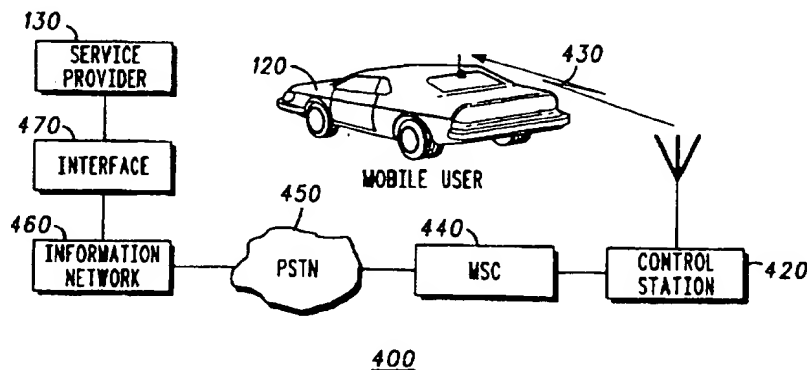 130
SERVICE
PROVIDER
470
INTERFACE
460
INFORMATION
NETWORK
450
PSTN
120
MOBILE USER
430
440
MSC
CONTROL
STATION
420
400